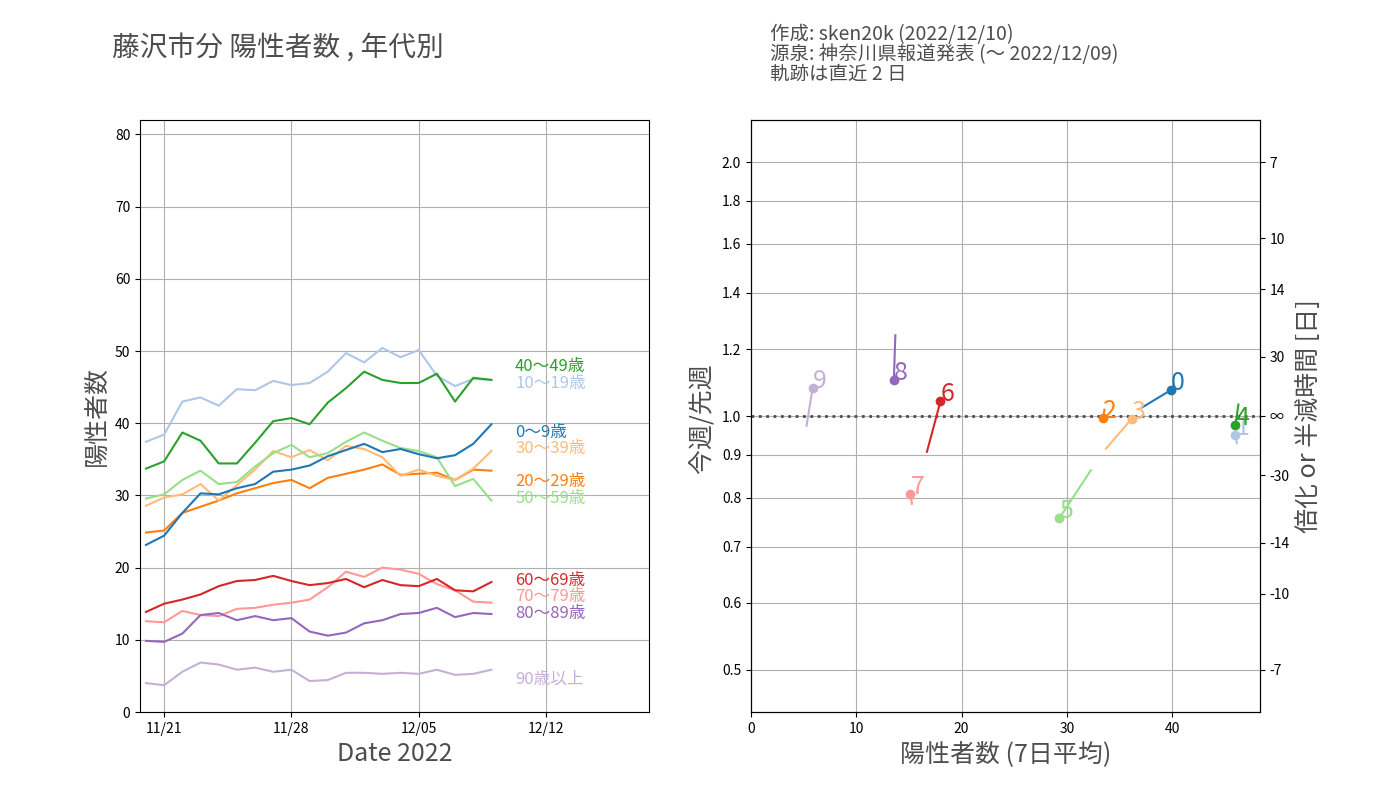 藤沢市分 陽性者数 , 年代別
作成: sken20k (2022/12/10)
源泉: 神奈川県報道発表 (〜 2022/12/09)
軌跡は直近 2 日
陽性者数
80
70
60
50
40
30
20
10
0
11/21
11/28
12/05
12/12
Date 2022
40〜49歳
10〜19歳
0〜9歳
30〜39歳
20〜29歳
50〜59歳
60〜69歳
70〜79歳
80〜89歳
90歳以上
今週/先週
2.0
1.8
1.6
1.4
1.2
1.0
0.9
0.8
0.7
0.6
0.5
0
10
20
30
40
陽性者数 (7日平均)
9
8
6
7
5
2
3
0
4
1
7
10
14
30
∞
-30
-14
-10
-7
倍化 or 半減時間 [日]